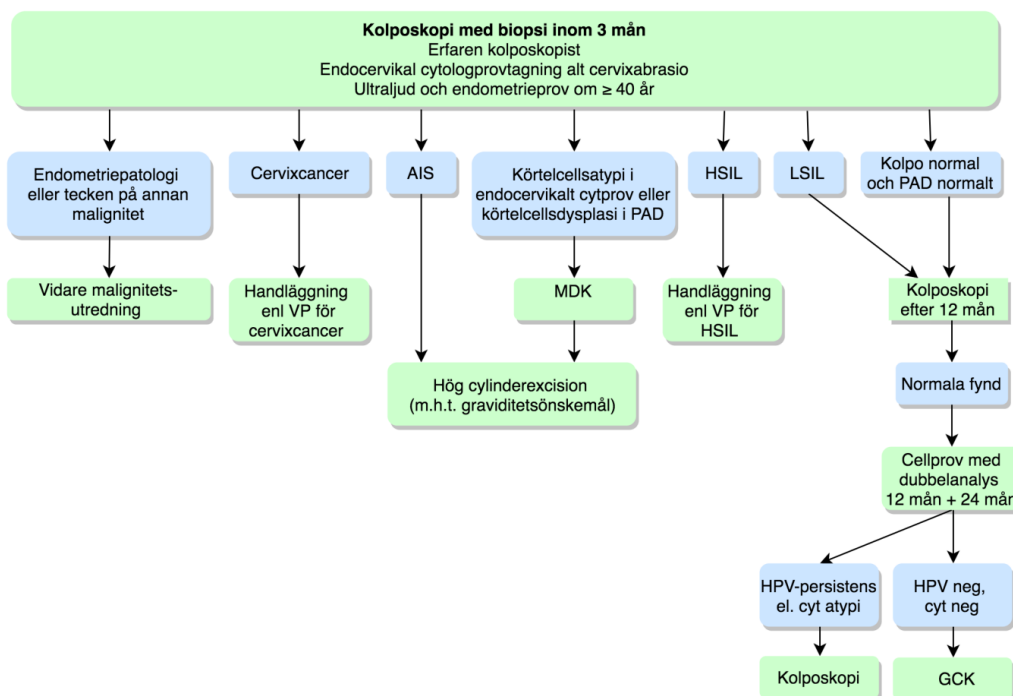 Kolposkopi med biopsi inom 3 mån
Erfaren kolposkopist
Endocervikal cytologprovtagning alt cervixabrasio
Ultraljud och endometrieprov om ≥ 40 år
Endometriepatologi
eller tecken på annan
malignitet
Cervixcancer
AIS
Körtelcellsatypi i
endocervikalt cytprov eller
körtelcellsdysplasi i PAD
HSIL
LSIL
Kolpo normal
och PAD normalt
Vidare malignitets-
utredning
Handläggning
enl VP för
cervixcancer
MDK
Handläggning
enl VP för
HSIL
Kolposkopi
efter 12 mån
Hög cylinderexcision
(m.h.t. graviditetsönskemål)
Normala fynd
Cellprov med
dubbelanalys
12 mån + 24 mån
HPV-persistens
el. cyt atypi
HPV neg,
cyt neg
Kolposkopi
GCK